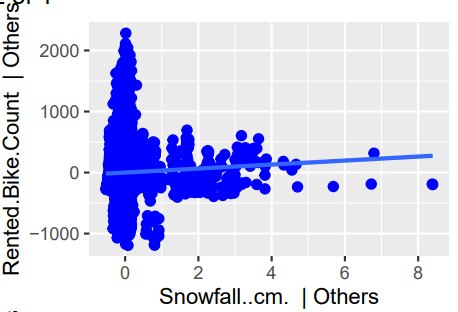 Rented.Bike.Count | Others
2000
1000
0
−1000
0 2 4 6 8
Snowfall..cm. | Others